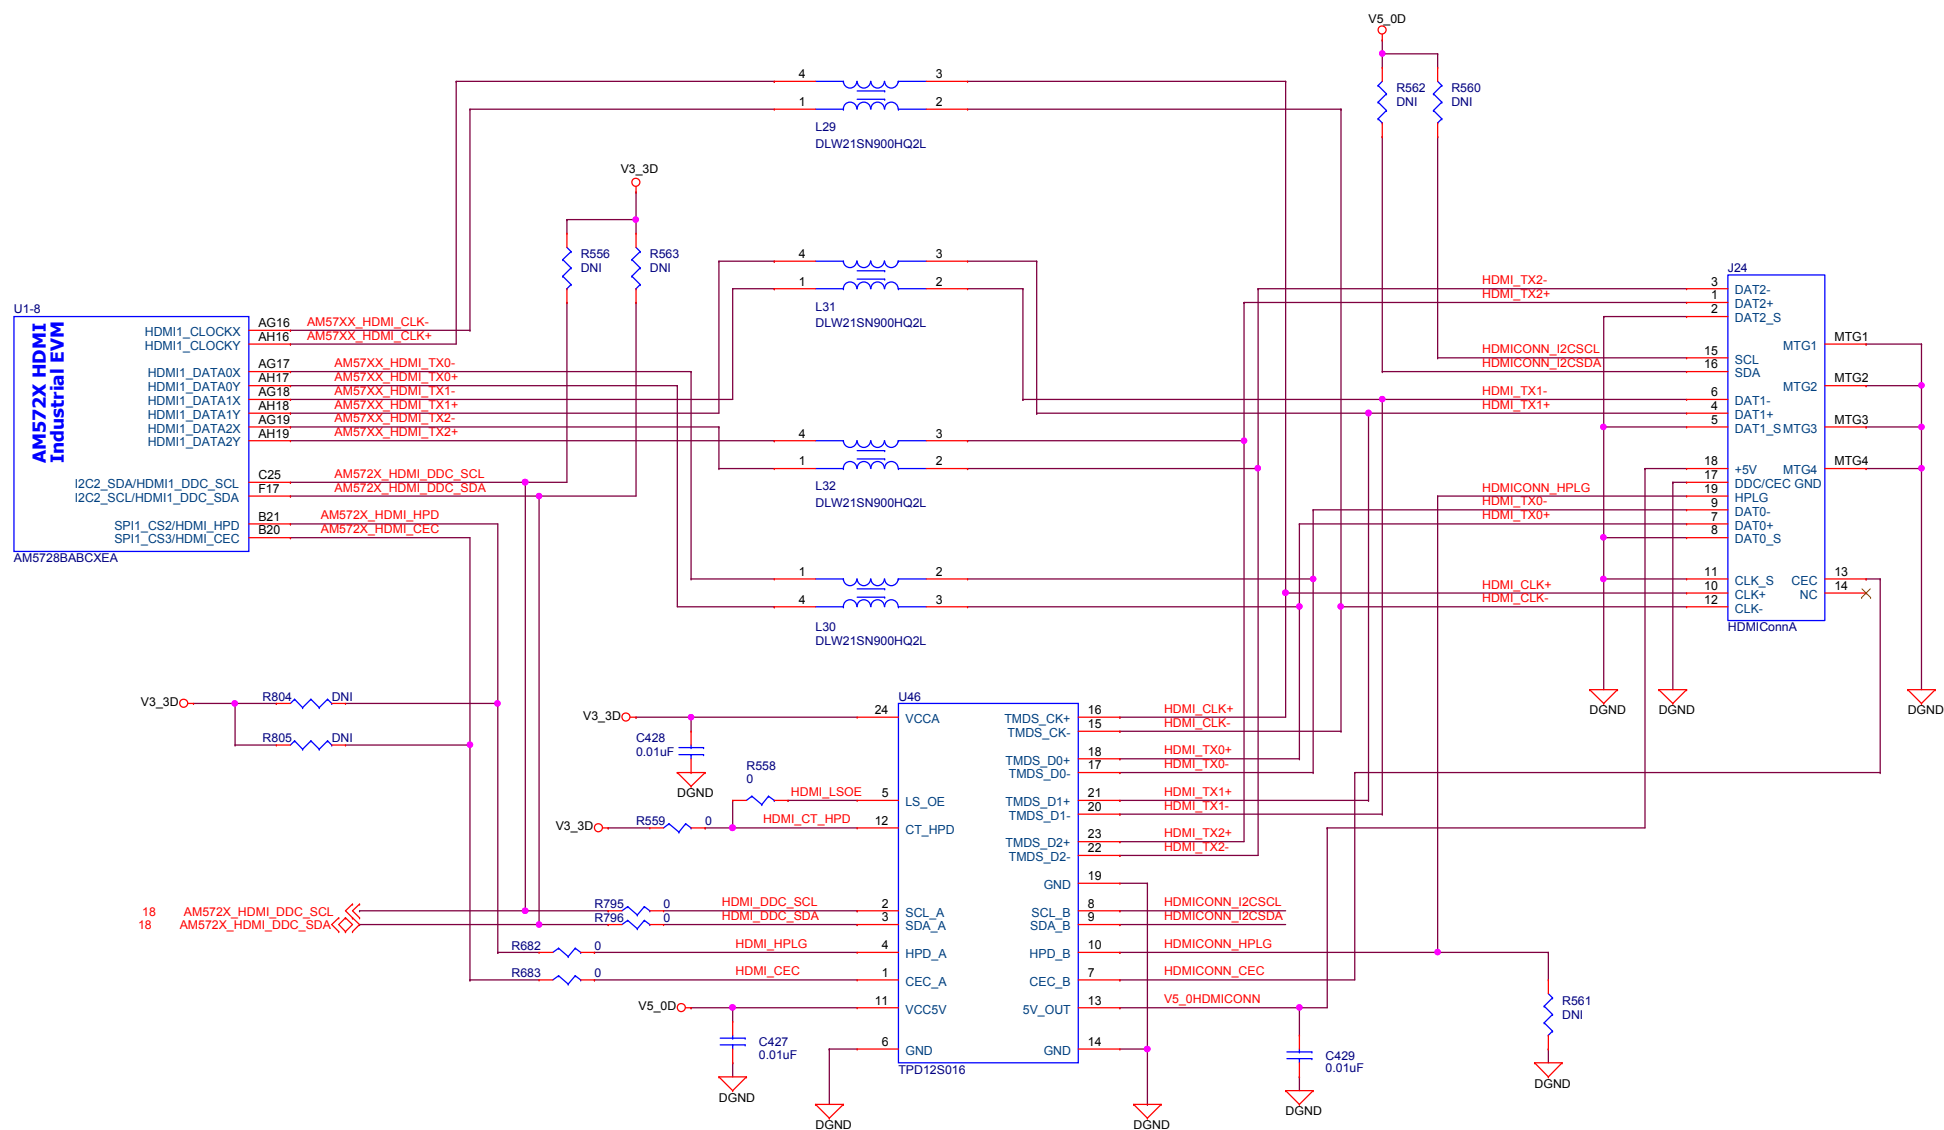 V5_0D
R562
DNI
R560
DNI
4
3
1
2
L29
DLW21SN900HQ2L
V3_3D
R556
DNI
R563
DNI
4
3
1
2
L31
DLW21SN900HQ2L
4
3
1
2
L32
DLW21SN900HQ2L
1
2
4
3
L30
DLW21SN900HQ2L
U1-8
AM572X HDMI
Industrial EVM
HDMI1_CLOCKX AG16 AM57XX_HDMI_CLK-
HDMI1_CLOCKY AH16 AM57XX_HDMI_CLK+
HDMI1_DATA0X AG17 AM57XX_HDMI_TX0-
HDMI1_DATA0Y AH17 AM57XX_HDMI_TX0+
HDMI1_DATA1X AG18 AM57XX_HDMI_TX1-
HDMI1_DATA1Y AH18 AM57XX_HDMI_TX1+
HDMI1_DATA2X AG19 AM57XX_HDMI_TX2-
HDMI1_DATA2Y AH19 AM57XX_HDMI_TX2+
I2C2_SDA/HDMI1_DDC_SCL C25 AM572X_HDMI_DDC_SCL
I2C2_SCL/HDMI1_DDC_SDA F17 AM572X_HDMI_DDC_SDA
SPI1_CS2/HDMI_HPD B21 AM572X_HDMI_HPD
SPI1_CS3/HDMI_CEC B20 AM572X_HDMI_CEC
AM5728BABCXEA
J24
HDMI_TX2- 3 DAT2-
HDMI_TX2+ 1 DAT2+
2 DAT2_S
MTG1 MTG1
HDMICONN_I2CSCL 15 SCL
HDMICONN_I2CSDA 16 SDA
MTG2 MTG2
HDMI_TX1- 6 DAT1-
HDMI_TX1+ 4 DAT1+
5 DAT1_S MTG3 MTG3
18 +5V MTG4 MTG4
17 DDC/CEC GND
HDMICONN_HPLG 19 HPLG
HDMI_TX0- 9 DAT0-
HDMI_TX0+ 7 DAT0+
8 DAT0_S
11 CLK_S CEC 13
HDMI_CLK+ 10 CLK+ NC 14
HDMI_CLK- 12 CLK-
HDMIConnA
DGND
DGND
DGND
V3_3D
R804 DNI
R805 DNI
V3_3D
C428
0.01uF
DGND
R558
0
HDMI_LSOE
V3_3D
R559 0
HDMI_CT_HPD
18 AM572X_HDMI_DDC_SCL
18 AM572X_HDMI_DDC_SDA
R795 0 HDMI_DDC_SCL
R796 0 HDMI_DDC_SDA
R682 0 HDMI_HPLG
R683 0 HDMI_CEC
V5_0D
C427
0.01uF
DGND
DGND
U46
24 VCCA
5 LS_OE
12 CT_HPD
2 SCL_A
3 SDA_A
4 HPD_A
1 CEC_A
11 VCC5V
6 GND
TMDS_CK+ 16 HDMI_CLK+
TMDS_CK- 15 HDMI_CLK-
TMDS_D0+ 18 HDMI_TX0+
TMDS_D0- 17 HDMI_TX0-
TMDS_D1+ 21 HDMI_TX1+
TMDS_D1- 20 HDMI_TX1-
TMDS_D2+ 23 HDMI_TX2+
TMDS_D2- 22 HDMI_TX2-
GND 19
SCL_B 8 HDMICONN_I2CSCL
SDA_B 9 HDMICONN_I2CSDA
HPD_B 10 HDMICONN_HPLG
CEC_B 7 HDMICONN_CEC
5V_OUT 13 V5_0HDMICONN
GND 14
TPD12S016
DGND
C429
0.01uF
DGND
R561
DNI
DGND